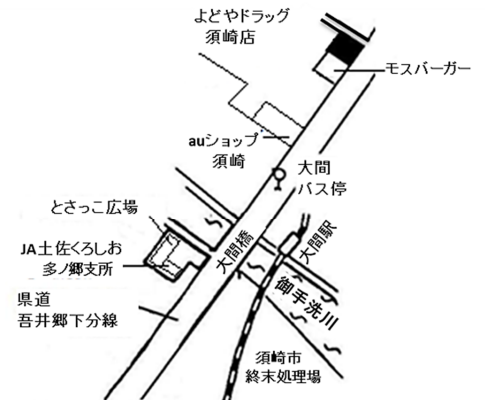 よどやドラッグ
須崎店
モスバーガー
auショップ
須崎
大間
バス停
とさっこ広場
大間橋
大間駅
JA土佐くろしお
多ノ郷支所
御手洗川
県道
吾井郷下分線
須崎市
終末処理場